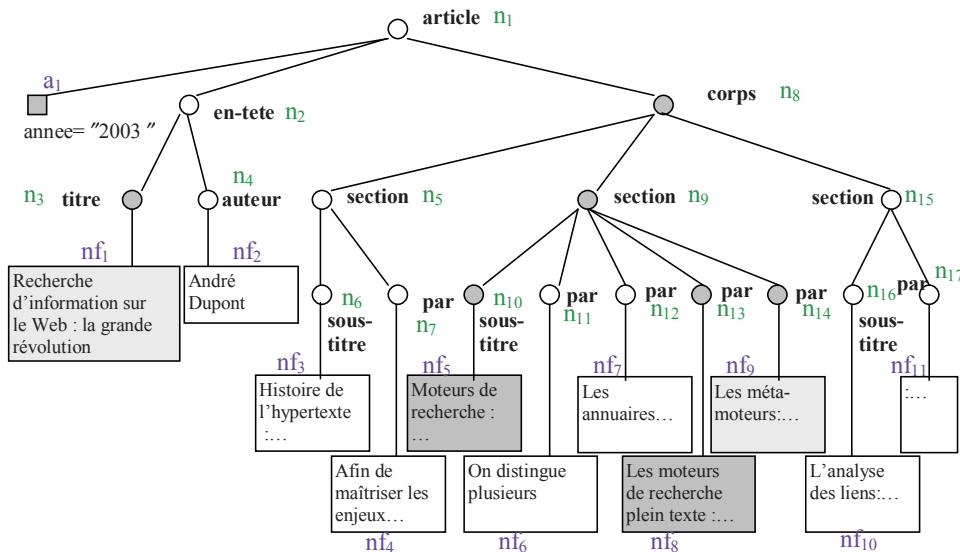 article n1
a1
annee= "2003 "
en-tete n2
corps n8
n3 titre
n4
auteur
section n5
section n9
section n15
nf1
nf2
Recherche
d'information sur
le Web : la grande
révolution
André
Dupont
n6
sous-
titre
par
n7
n10
sous-
titre
par
n11
par
n12
par
n13
par
n14
n16
sous-
titre
par
n17
nf3
nf5
nf7
nf9
nf11
Histoire de
l'hypertexte
:…
Moteurs de
recherche :
…
Les
annuaires…
Les méta-
moteurs:…
:…
Afin de
maîtriser les
enjeux…
On distingue
plusieurs
Les moteurs
de recherche
plein texte :…
L'analyse
des liens:…
nf4
nf6
nf8
nf10